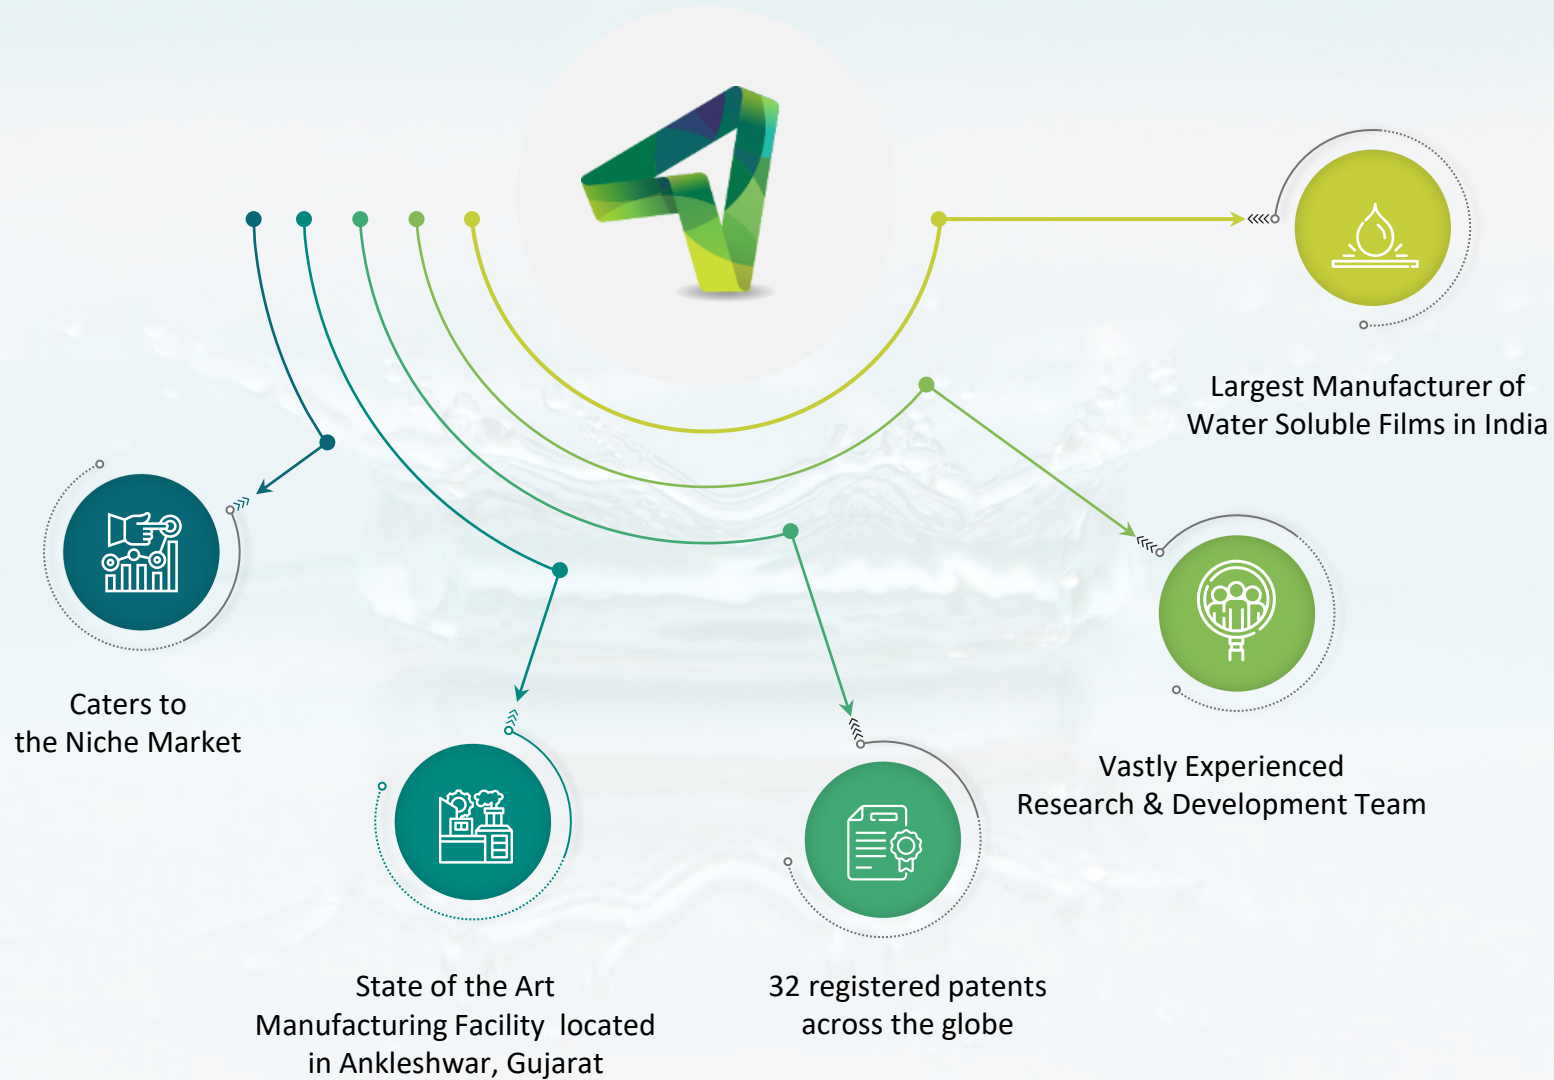 Largest Manufacturer of
Water Soluble Films in India
Vastly Experienced
Research & Development Team
32 registered patents
across the globe
State of the Art
Manufacturing Facility  located
in Ankleshwar, Gujarat
Caters to
the Niche Market